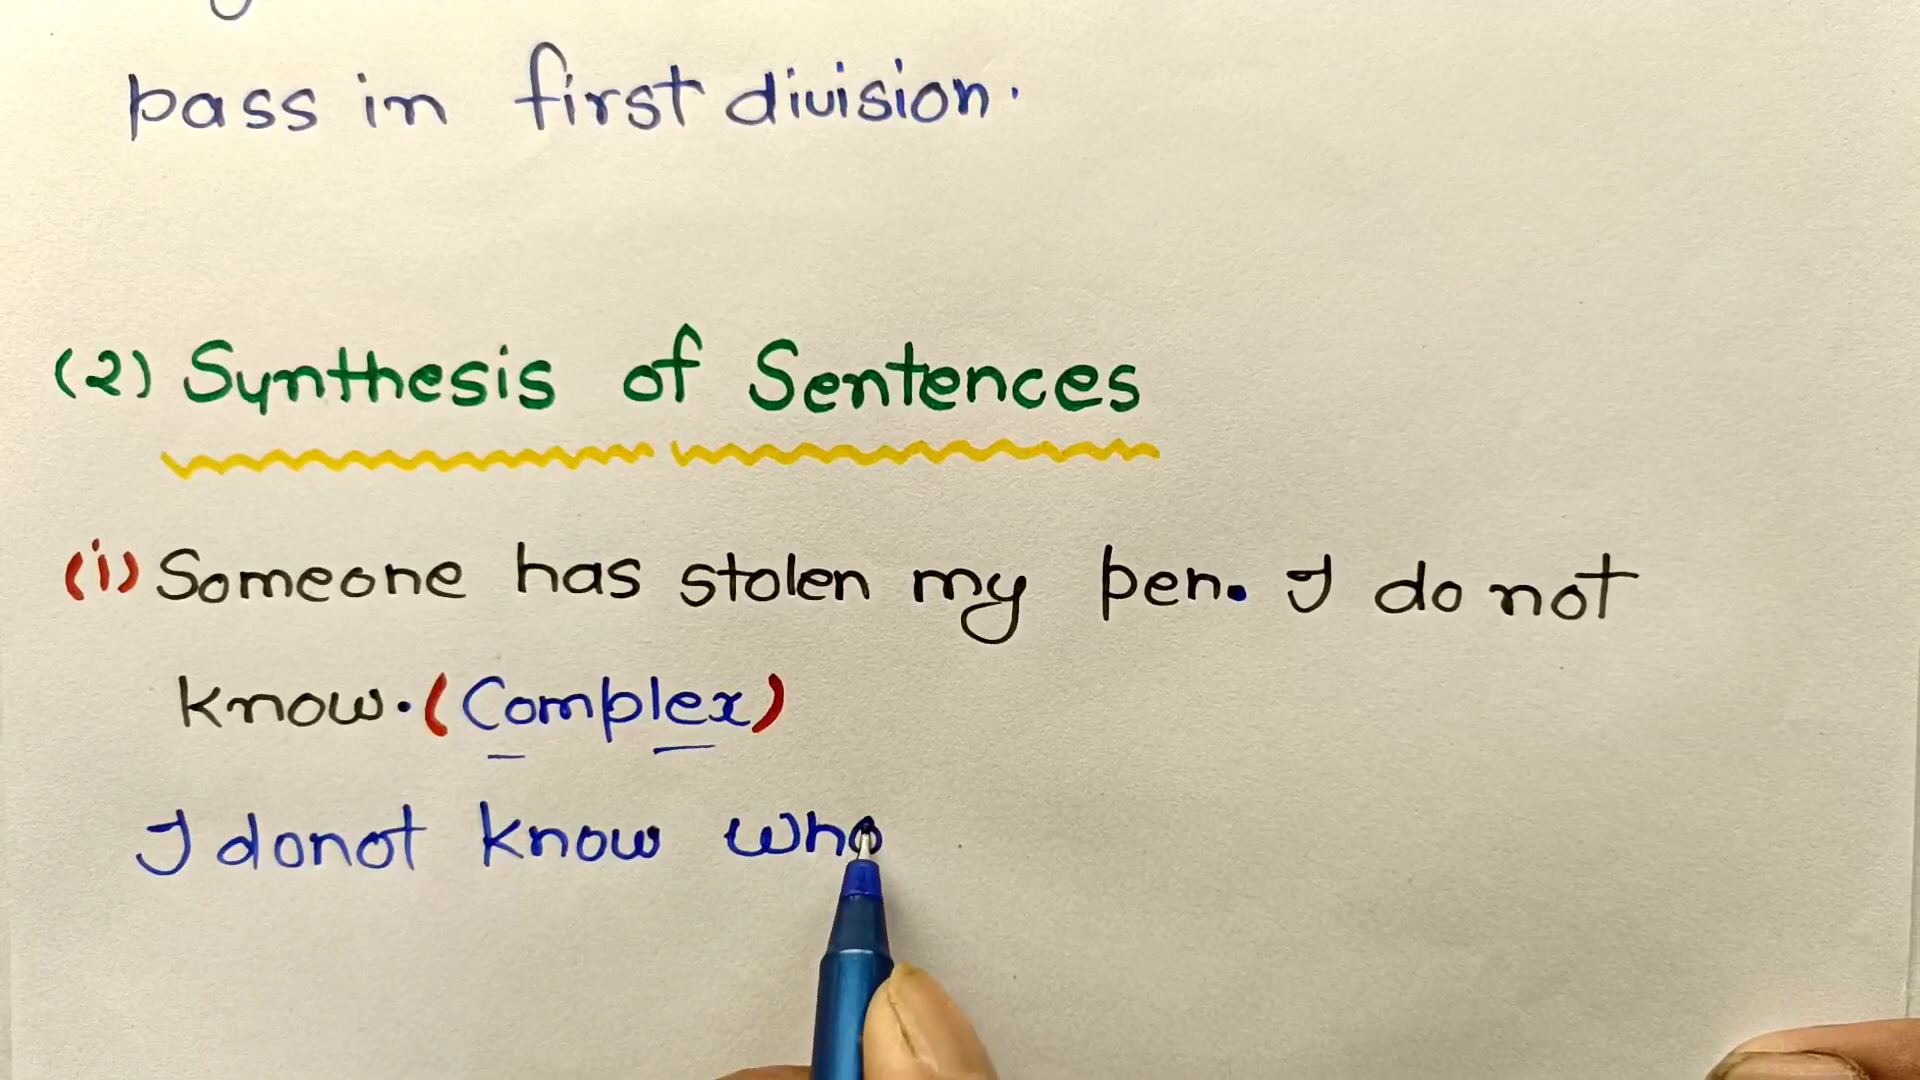 pass in first division.
(2) Synthesis of Sentences
(i) Someone has stolen my pen. I do not
know. (Complex)
I donot know who